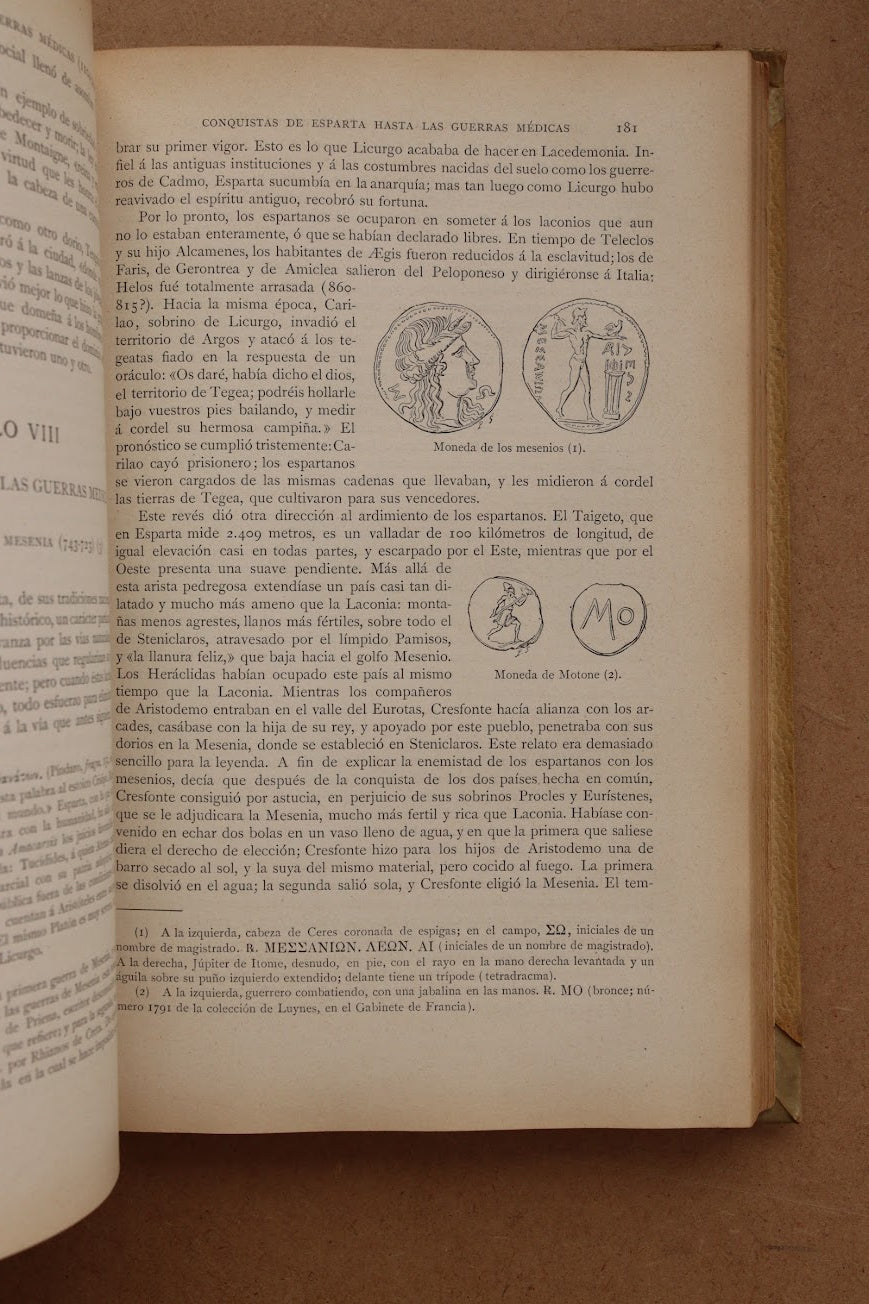 O VIII
LAS GUERRAS
MESENIA (743-723)
CONQUISTAS DE ESPARTA HASTA LAS GUERRAS MÉDICAS 181
brar su primer vigor. Esto es lo que Licurgo acababa de hacer en Lacedemonia. In-
fiel á las antiguas instituciones y á las costumbres nacidas del suelo como los guerre-
ros de Cadmo, Esparta sucumbía en la anarquía; mas tan luego como Licurgo hubo
reavivado el espíritu antiguo, recobró su fortuna.
Por lo pronto, los espartanos se ocuparon en someter á los laconios que aun
no lo estaban enteramente, ó que se habían declarado libres. En tiempo de Teleclos
y su hijo Alcamenes, los habitantes de Ægis fueron reducidos á la esclavitud; los de
Faris, de Gerontrea y de Amiclea salieron del Peloponeso y dirigiéronse á Italia;
Helos fué totalmente arrasada (860-
815?). Hacia la misma época, Cari-
lao, sobrino de Licurgo, invadió el
territorio de Argos y atacó á los te-
geatas fiado en la respuesta de un
oráculo: «Os daré, había dicho el dios,
el territorio de Tegea; podréis hollarle
bajo vuestros pies bailando, y medir
á cordel su hermosa campiña.» El
pronóstico se cumplió tristemente: Ca-
rilao cayó prisionero; los espartanos
Moneda de los mesenios (1).
se vieron cargados de las mismas cadenas que llevaban, y les midieron á cordel
las tierras de Tegea, que cultivaron para sus vencedores.
Este revés dió otra dirección al ardimiento de los espartanos. El Taigeto, que
en Esparta mide 2.409 metros, es un valladar de 100 kilómetros de longitud, de
igual elevación casi en todas partes, y escarpado por el Este, mientras que por el
Oeste presenta una suave pendiente. Más allá de
esta arista pedregosa extendíase un país casi tan di-
latado y mucho más ameno que la Laconia: monta-
ñas menos agrestes, llanos más fértiles, sobre todo el
de Steniclaros, atravesado por el límpido Pamisos,
y «la llanura feliz,» que baja hacia el golfo Mesenio.
Los Heráclidas habían ocupado este país al mismo
tiempo que la Laconia. Mientras los compañeros
MO
Moneda de Motone (2).
de Aristodemo entraban en el valle del Eurotas, Cresfonte hacía alianza con los ar-
cades, casábase con la hija de su rey, y apoyado por este pueblo, penetraba con sus
dorios en la Mesenia, donde se estableció en Steniclaros. Este relato era demasiado
sencillo para la leyenda. A fin de explicar la enemistad de los espartanos con los
mesenios, decía que después de la conquista de los dos países hecha en común,
Cresfonte consiguió por astucia, en perjuicio de sus sobrinos Procles y Eurístenes,
que se le adjudicara la Mesenia, mucho más fertil y rica que Laconia. Habíase con-
venido en echar dos bolas en un vaso lleno de agua, y en que la primera que saliese
diera el derecho de elección; Cresfonte hizo para los hijos de Aristodemo una de
barro secado al sol, y la suya del mismo material, pero cocido al fuego. La primera
se disolvió en el agua; la segunda salió sola, y Cresfonte eligió la Mesenia. El tem-
(1) A la izquierda, cabeza de Ceres coronada de espigas; en el campo, ΣΩ, iniciales de un
nombre de magistrado. R. ΜΕΣΣΑΝΙΩΝ. ΛΕΩΝ. ΑΙ (iniciales de un nombre de magistrado).
A la derecha, Júpiter de Itome, desnudo, en pie, con el rayo en la mano derecha levantada y un
águila sobre su puño izquierdo extendido; delante tiene un trípode (tetradracma).
(2) A la izquierda, guerrero combatiendo, con una jabalina en las manos. R. MO (bronce; nú-
mero 1791 de la colección de Luynes, en el Gabinete de Francia).